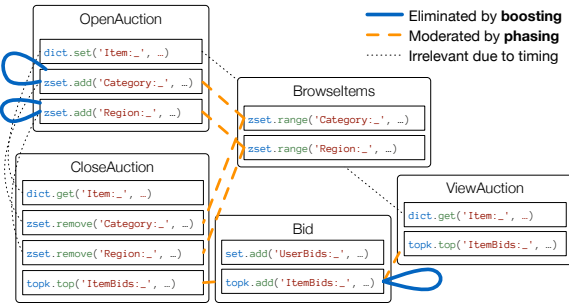 OpenAuction
dict.set('Item:_', …)
zset.add('Category:_', …)
zset.add('Region:_', …)
Eliminated by boosting
Moderated by phasing
Irrelevant due to timing
BrowseItems
zset.range('Category:_', …)
zset.range('Region:_', …)
CloseAuction
dict.get('Item:_', …)
zset.remove('Category:_', …)
zset.remove('Region:_', …)
topk.top('ItemBids:_', …)
Bid
set.add('UserBids:_', …)
topk.add('ItemBids:_', …)
ViewAuction
dict.get('Item:_', …)
topk.top('ItemBids:_', …)